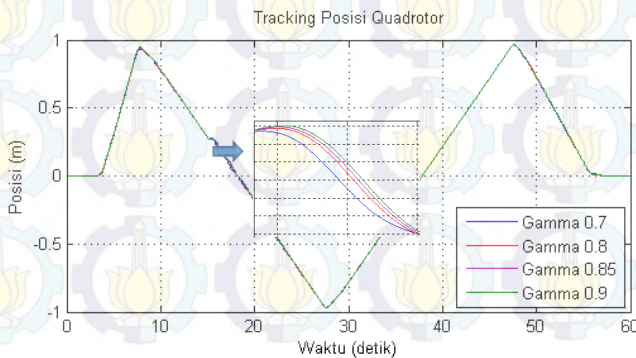 Tracking Posisi Quadrotor
Posisi (m)
1
0.5
0
-0.5
-1
Gamma 0.7
Gamma 0.8
Gamma 0.85
Gamma 0.9
0 10 20 30 40 50 60
Waktu (detik)